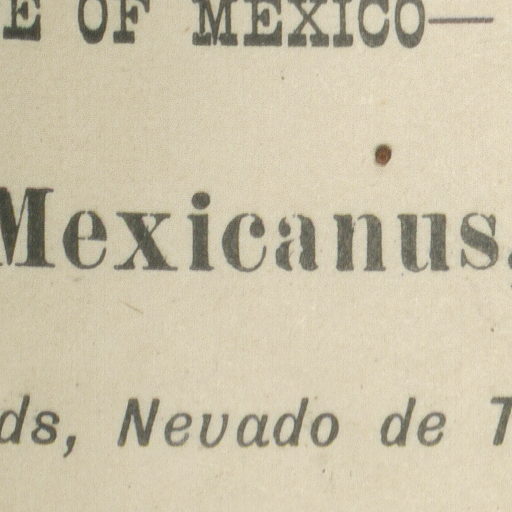 E OF MEXICO—
Mexicanus,
ds, Nevado de T